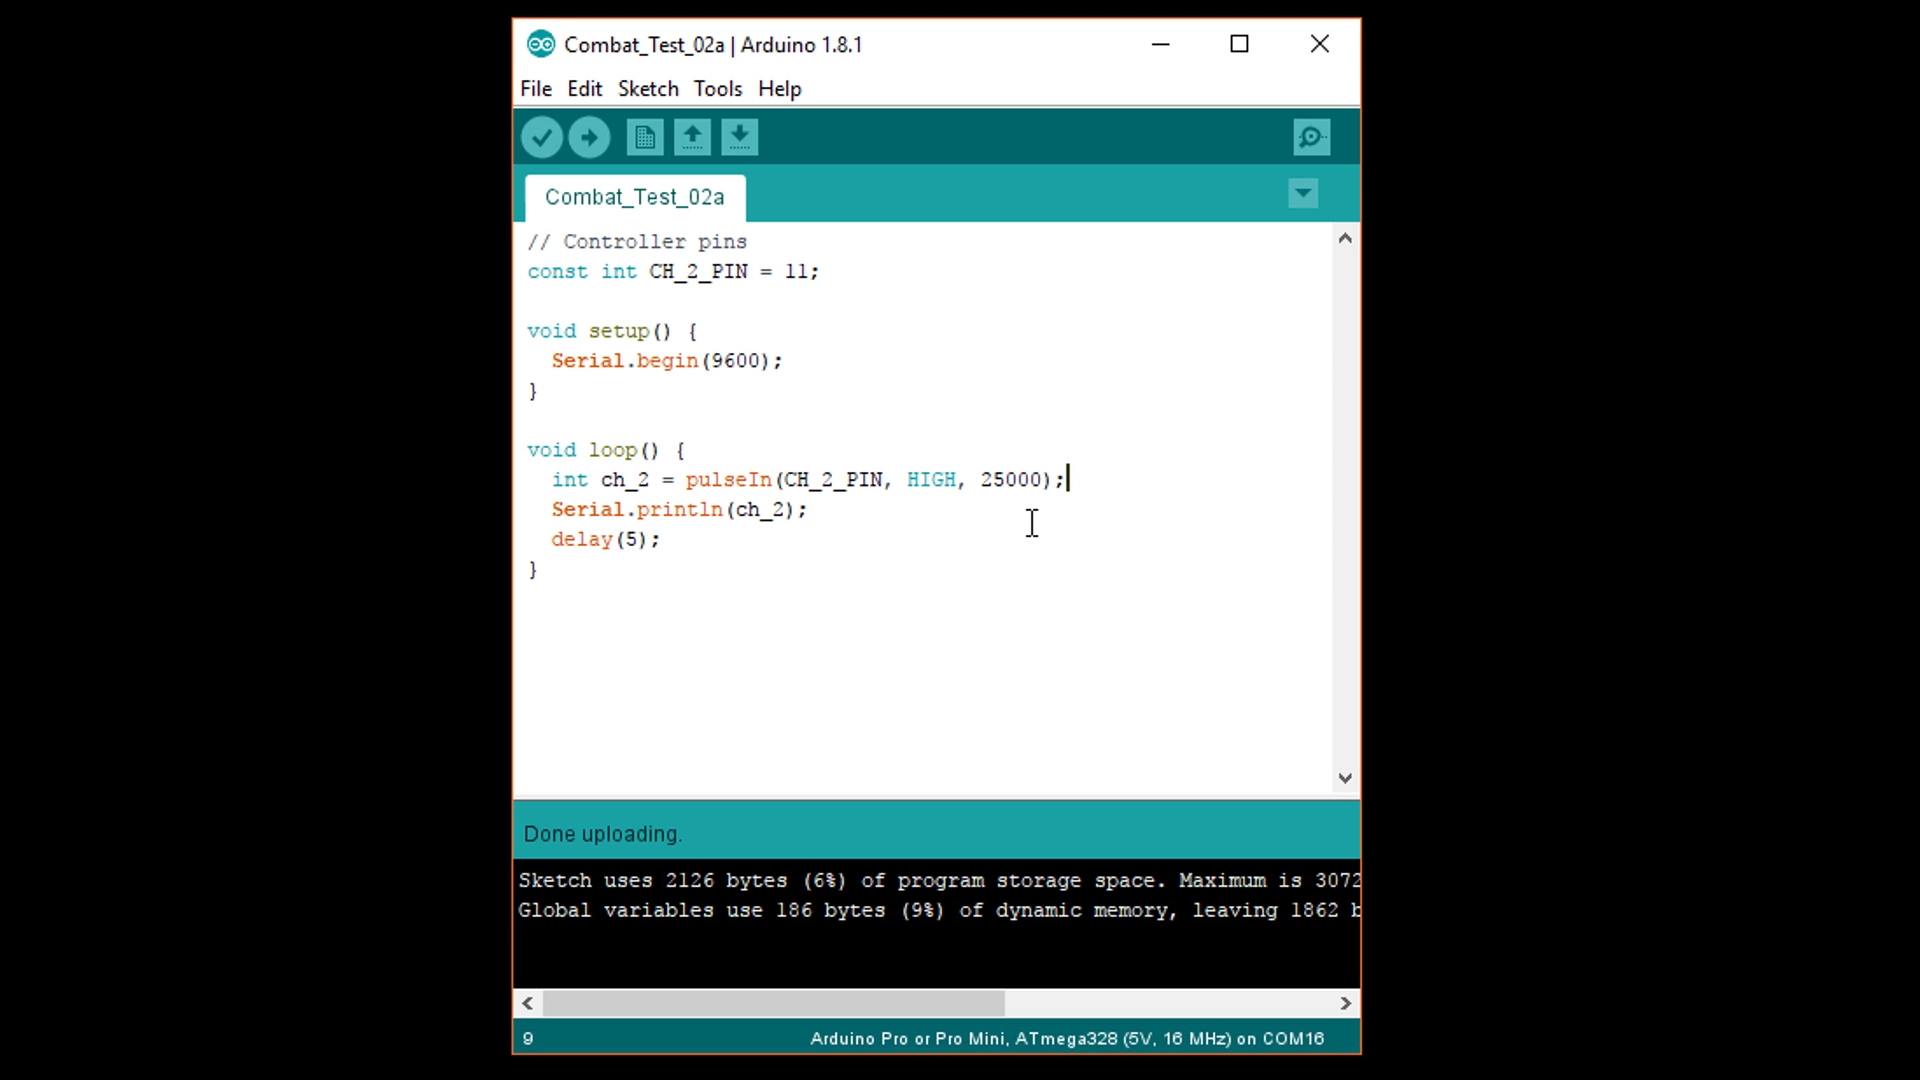 Combat_Test_02a | Arduino 1.8.1
File Edit Sketch Tools Help
Combat_Test_02a
// Controller pins
const int CH_2_PIN = 11;
void setup() {
  Serial.begin(9600);
}
void loop() {
  int ch_2 = pulseIn(CH_2_PIN, HIGH, 25000);
  Serial.println(ch_2);
  delay(5);
}
Done uploading.
Sketch uses 2126 bytes (6%) of program storage space. Maximum is 3072
Global variables use 186 bytes (9%) of dynamic memory, leaving 1862 b
9 Arduino Pro or Pro Mini, ATmega328 (5V, 16 MHz) on COM16